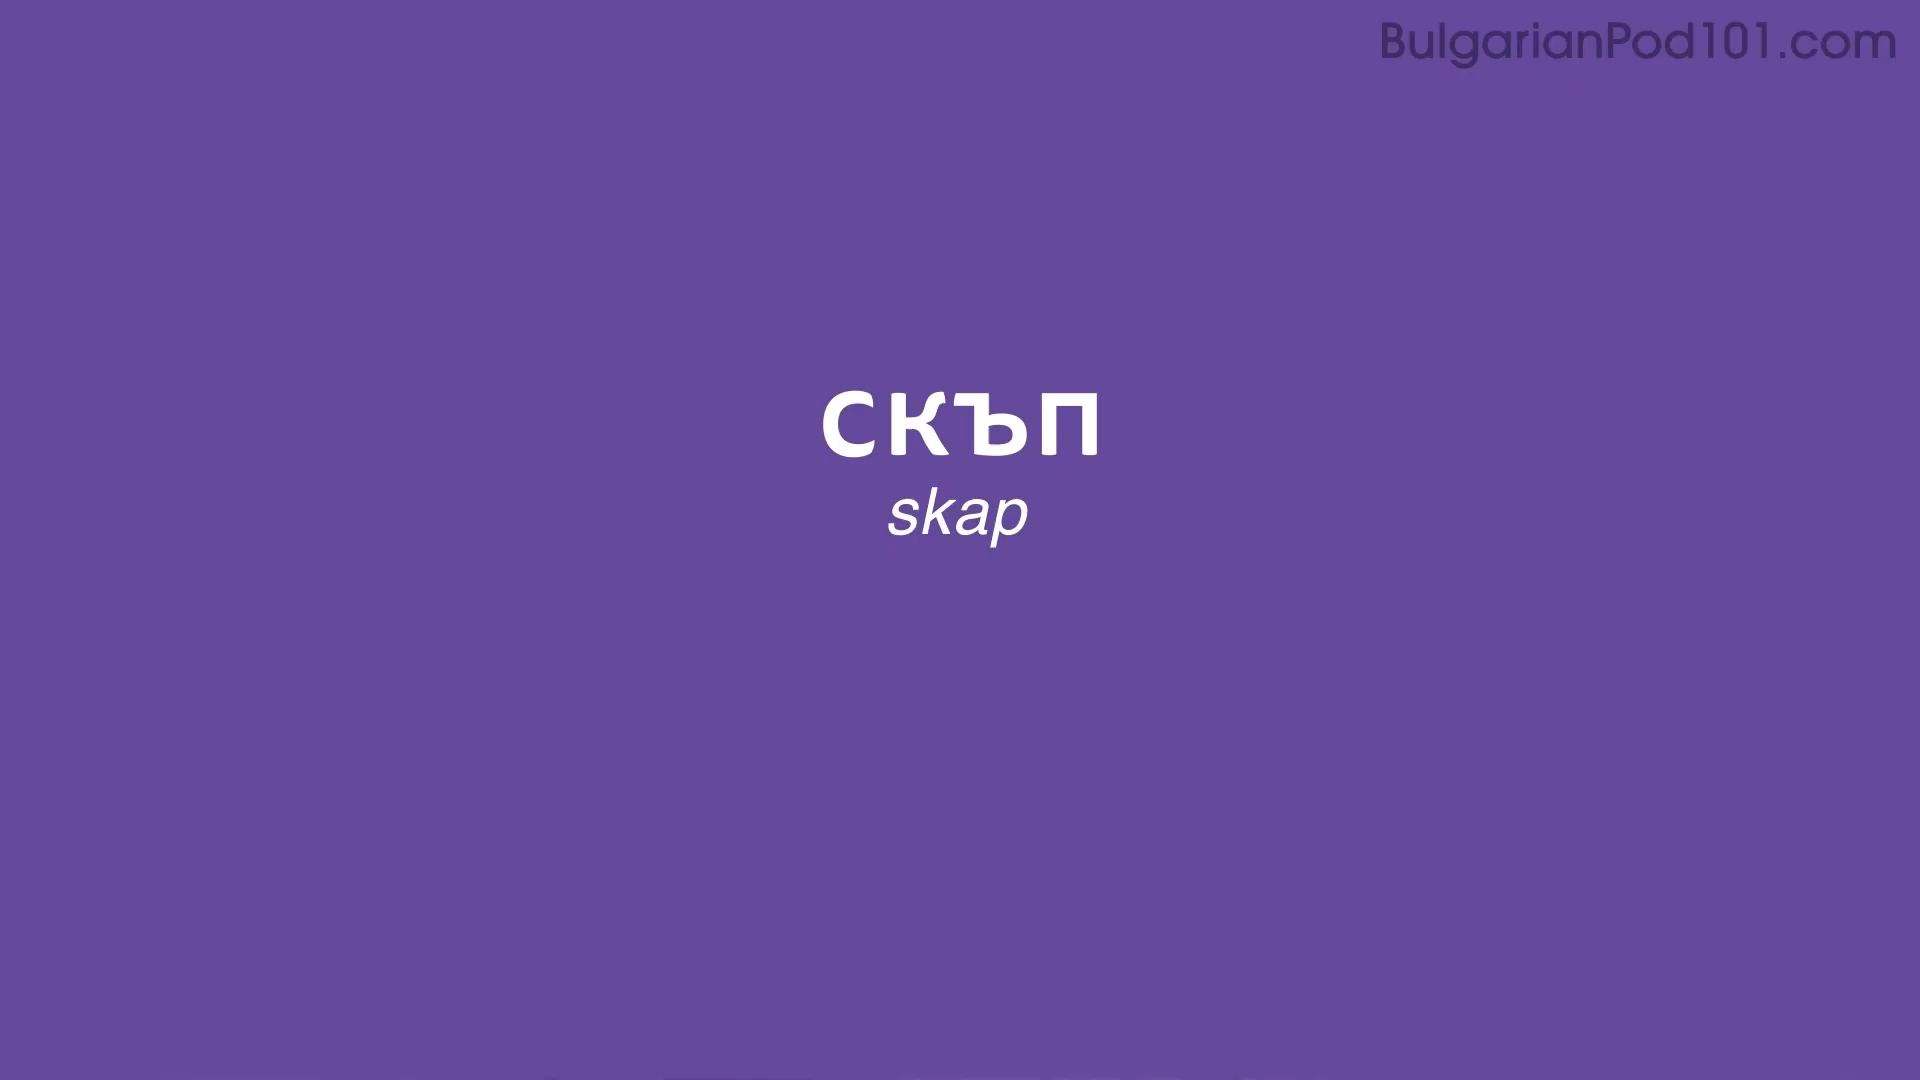 BulgarianPod101.com
скъп
skap